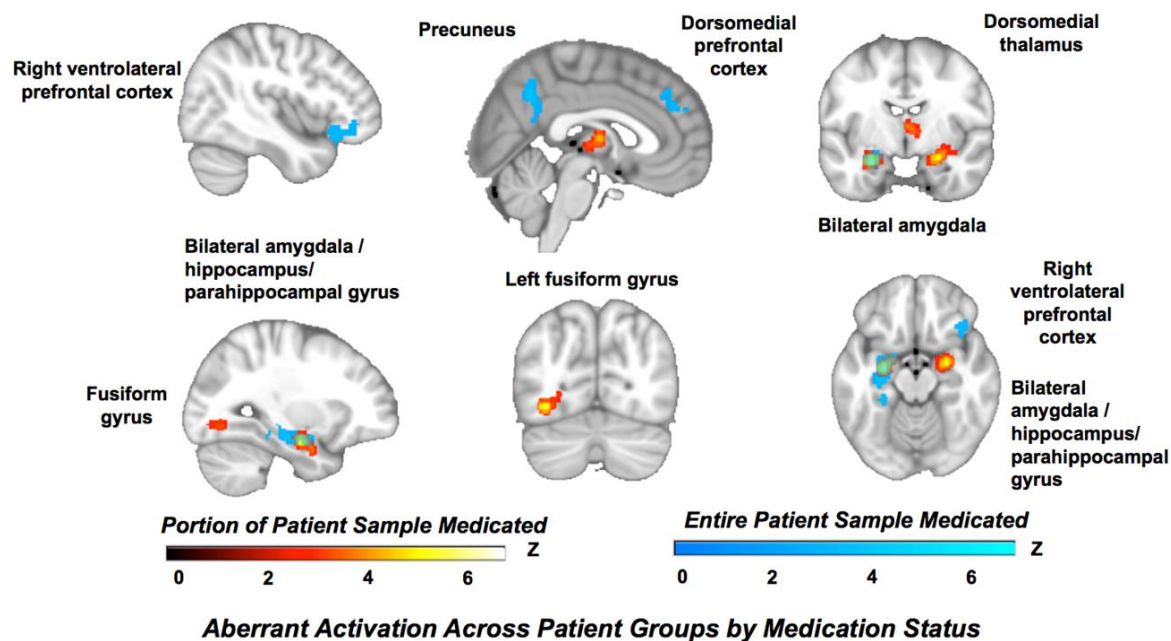 Right ventrolateral
prefrontal cortex
Precuneus
Dorsomedial
prefrontal
cortex
Dorsomedial
thalamus
Bilateral amygdala
Bilateral amygdala /
hippocampus/
parahippocampal gyrus
Fusiform
gyrus
Left fusiform gyrus
Right
ventrolateral
prefrontal
cortex
Bilateral
amygdala /
hippocampus/
parahippocampal
gyrus
Portion of Patient Sample Medicated
Z
0 2 4 6
Entire Patient Sample Medicated
Z
0 2 4 6
Aberrant Activation Across Patient Groups by Medication Status